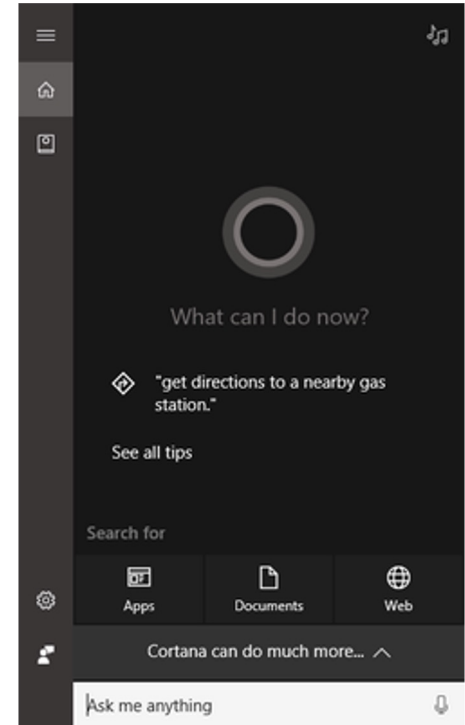 What can I do now?
"get directions to a nearby gas
station."
See all tips
Search for
Apps
Documents
Web
Cortana can do much more...
Ask me anything